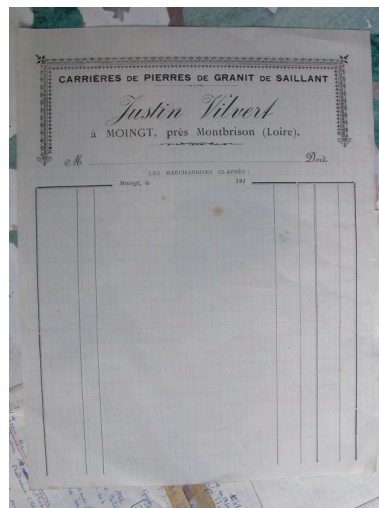 CARRIÈRES DE PIERRES DE GRANIT DE SAILLANT
Justin Vilvert
à MOINGT, près Montbrison (Loire).
M. Doit
LES MARCHANDISES CI-APRÈS :
Moingt, le 191